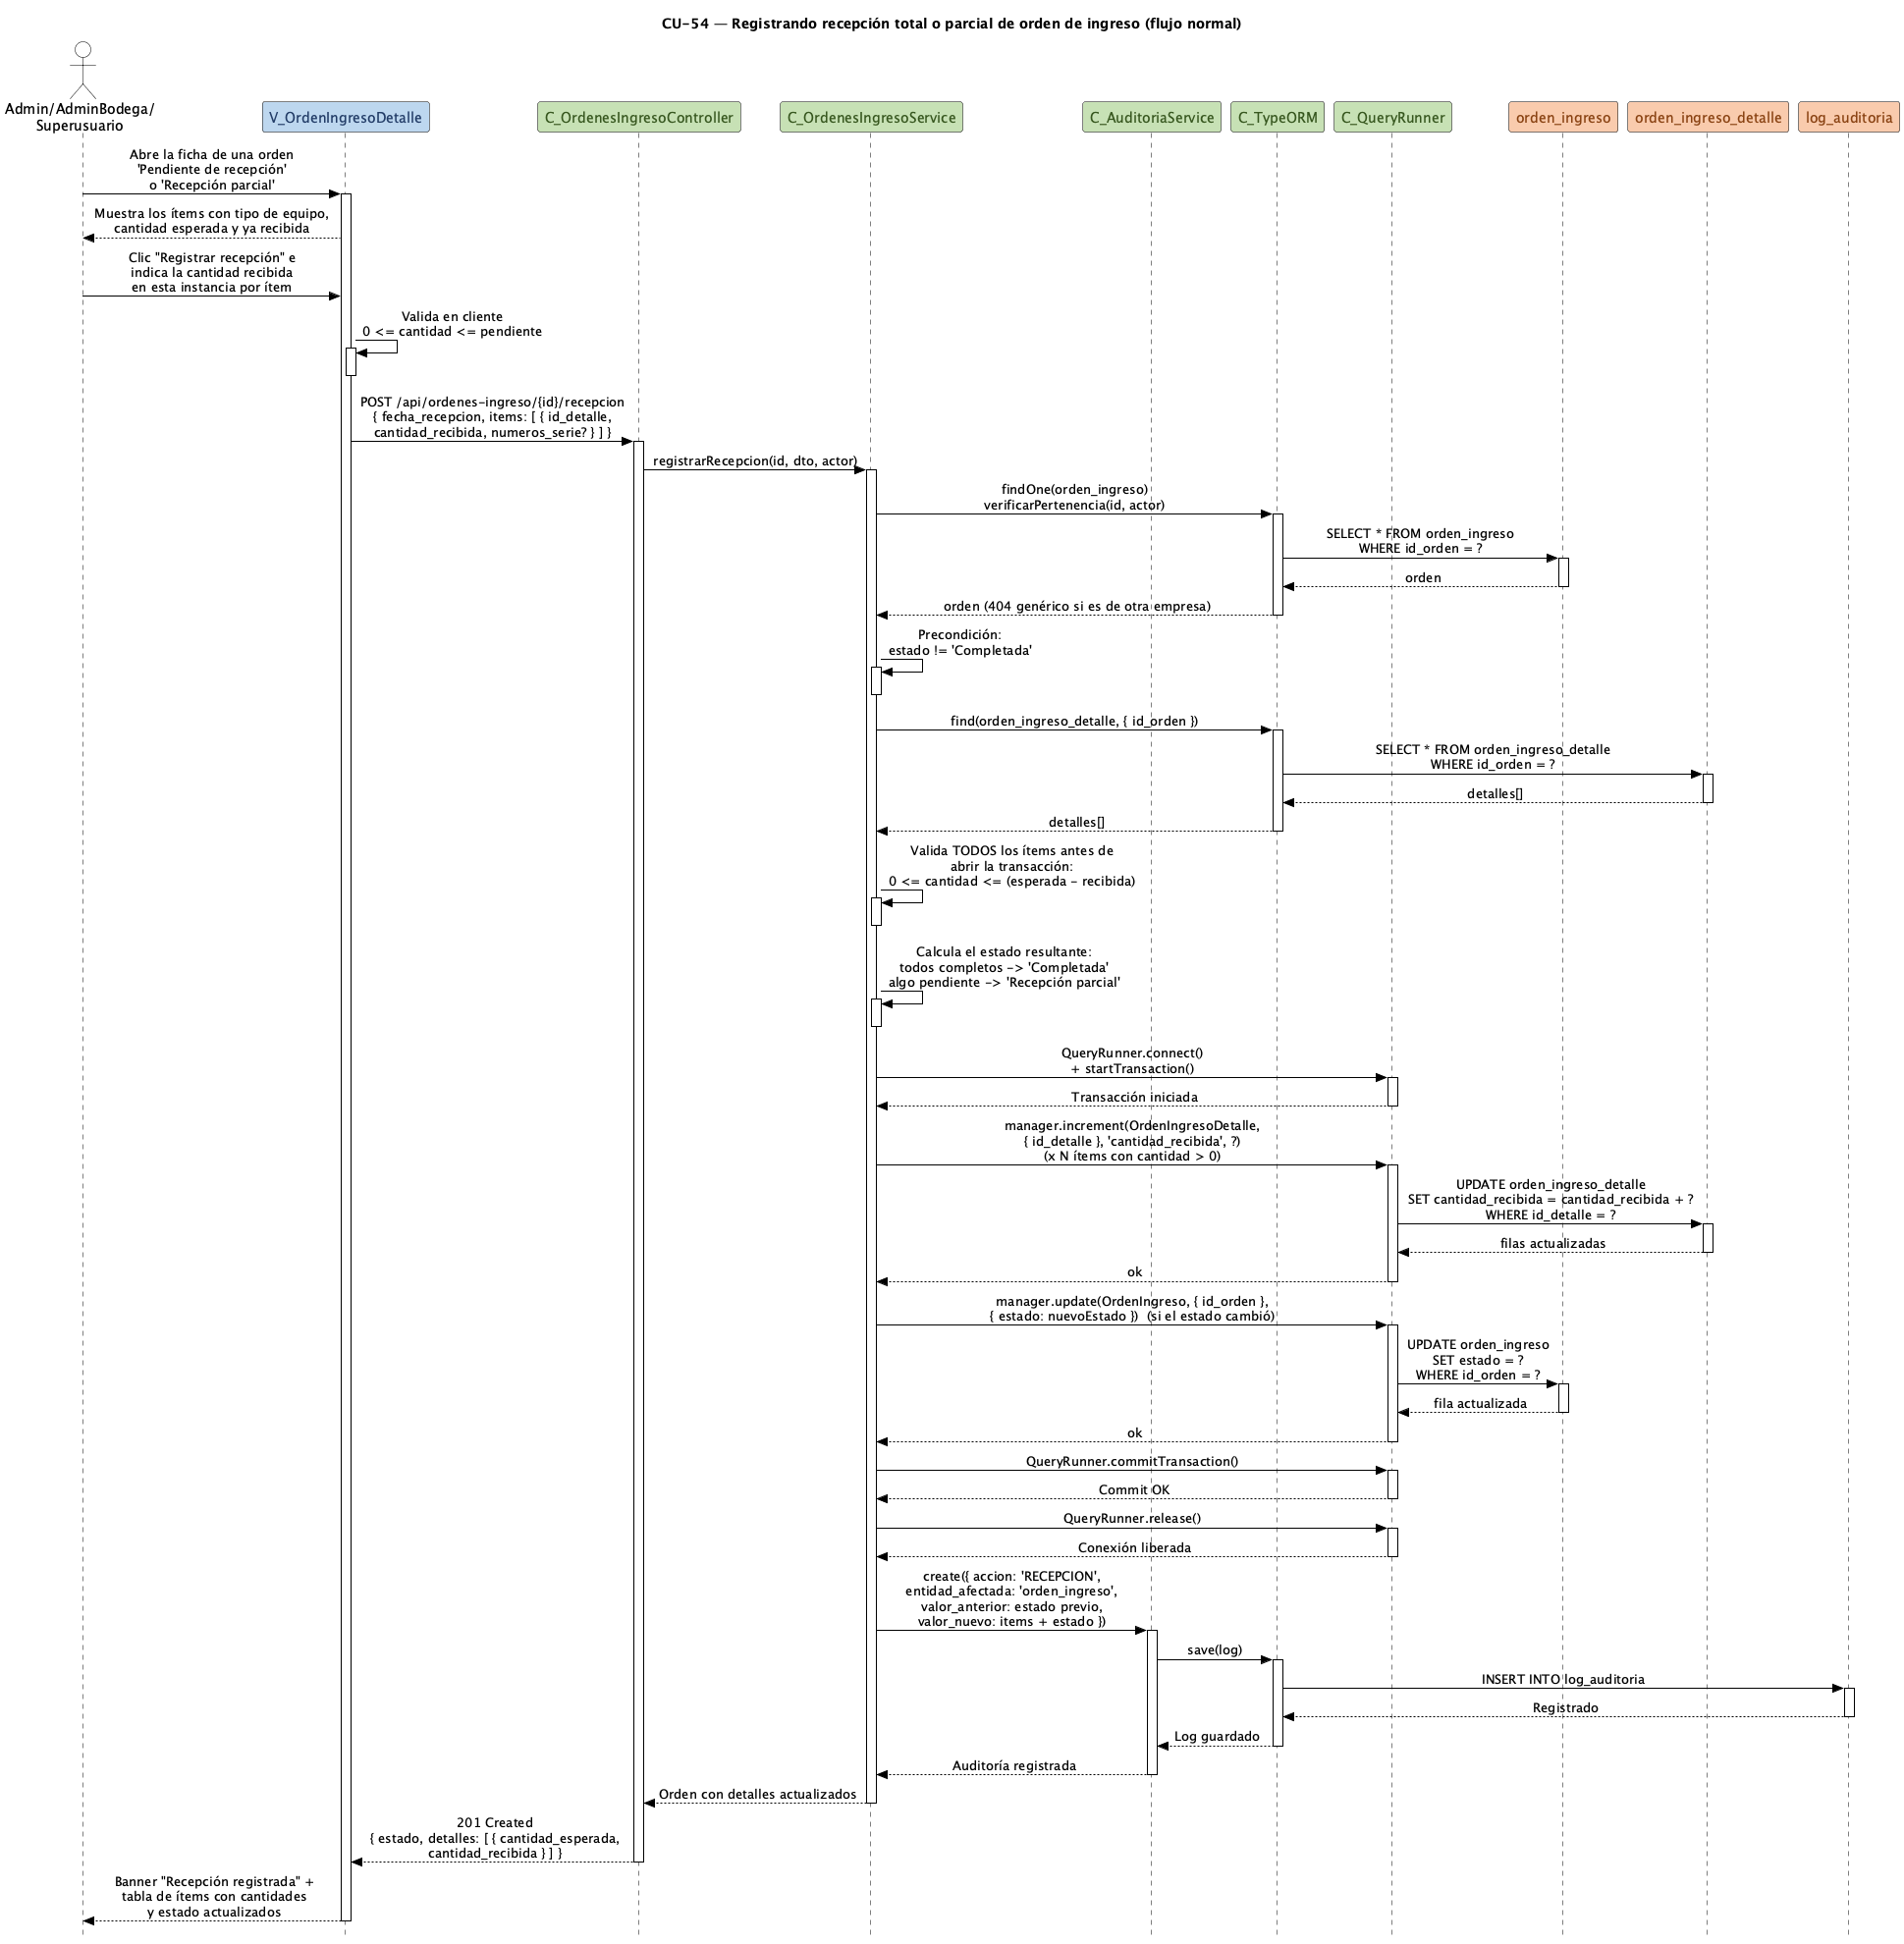 CU-54 — Registrando recepción total o parcial de orden de ingreso (flujo normal)
Admin/AdminBodega/
Superusuario
V_OrdenIngresoDetalle
C_OrdenesIngresoController
C_OrdenesIngresoService
C_AuditoriaService
C_TypeORM
C_QueryRunner
orden_ingreso
orden_ingreso_detalle
log_auditoria
Abre la ficha de una orden
'Pendiente de recepción'
o 'Recepción parcial'
Muestra los ítems con tipo de equipo,
cantidad esperada y ya recibida
Clic "Registrar recepción" e
indica la cantidad recibida
en esta instancia por ítem
Valida en cliente
0 <= cantidad <= pendiente
POST /api/ordenes-ingreso/{id}/recepcion
{ fecha_recepcion, items: [ { id_detalle,
cantidad_recibida, numeros_serie? } ] }
registrarRecepcion(id, dto, actor)
findOne(orden_ingreso)
verificarPertenencia(id, actor)
SELECT * FROM orden_ingreso
WHERE id_orden = ?
orden
orden (404 genérico si es de otra empresa)
Precondición:
estado != 'Completada'
find(orden_ingreso_detalle, { id_orden })
SELECT * FROM orden_ingreso_detalle
WHERE id_orden = ?
detalles[]
detalles[]
Valida TODOS los ítems antes de
abrir la transacción:
0 <= cantidad <= (esperada - recibida)
Calcula el estado resultante:
todos completos -> 'Completada'
algo pendiente -> 'Recepción parcial'
QueryRunner.connect()
+ startTransaction()
Transacción iniciada
manager.increment(OrdenIngresoDetalle,
{ id_detalle }, 'cantidad_recibida', ?)
(x N ítems con cantidad > 0)
UPDATE orden_ingreso_detalle
SET cantidad_recibida = cantidad_recibida + ?
WHERE id_detalle = ?
filas actualizadas
ok
manager.update(OrdenIngreso, { id_orden },
{ estado: nuevoEstado }) (si el estado cambió)
UPDATE orden_ingreso
SET estado = ?
WHERE id_orden = ?
fila actualizada
ok
QueryRunner.commitTransaction()
Commit OK
QueryRunner.release()
Conexión liberada
create({ accion: 'RECEPCION',
entidad_afectada: 'orden_ingreso',
valor_anterior: estado previo,
valor_nuevo: items + estado })
save(log)
INSERT INTO log_auditoria
Registrado
Log guardado
Auditoría registrada
Orden con detalles actualizados
201 Created
{ estado, detalles: [ { cantidad_esperada,
cantidad_recibida } ] }
Banner "Recepción registrada" +
tabla de ítems con cantidades
y estado actualizados